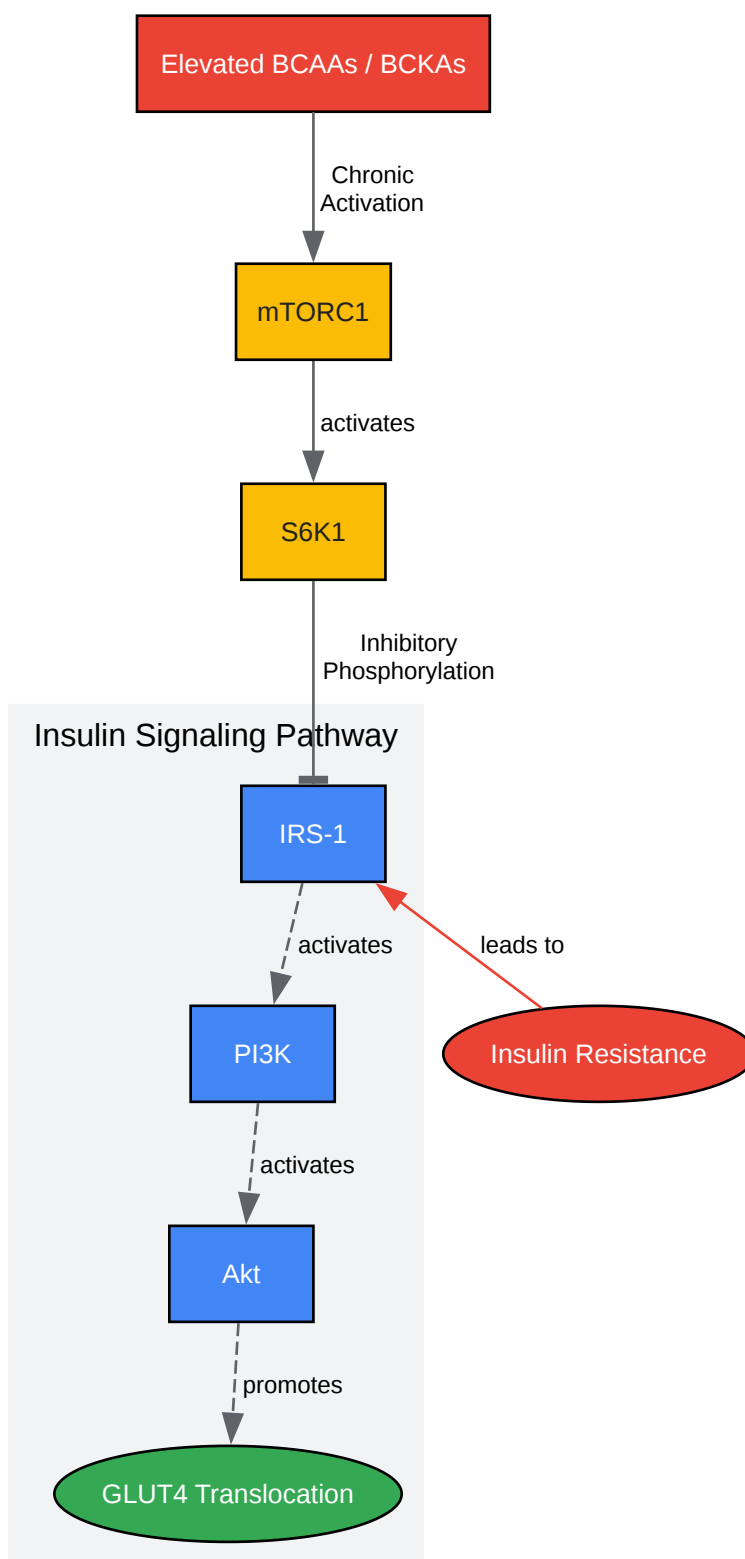 Elevated BCAAs / BCKAs
Chronic
Activation
mTORC1
activates
S6K1
Inhibitory
Phosphorylation
Insulin Signaling Pathway
IRS-1
activates
leads to
PI3K
Insulin Resistance
activates
Akt
promotes
GLUT4 Translocation